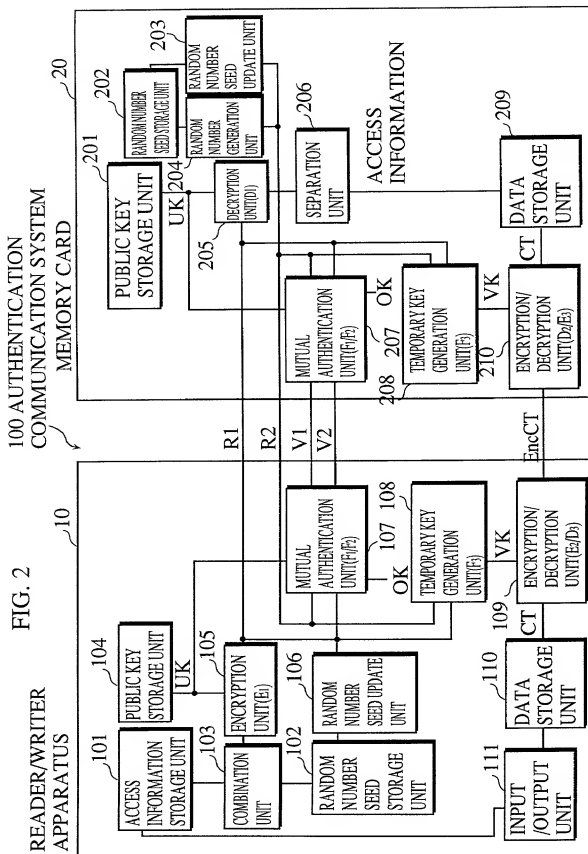 FIG. 2
100 AUTHENTICATION
COMMUNICATION SYSTEM
READER/WRITER
APPARATUS
10
101
ACCESS
INFORMATION
STORAGE UNIT
104
PUBLIC KEY
STORAGE UNIT
UK
103
COMBINATION
UNIT
105
ENCRYPTION
UNIT(E1)
102
RANDOM
NUMBER
SEED
STORAGE
UNIT
106
RANDOM
NUMBER
SEED UPDATE
UNIT
MUTUAL
AUTHENTICATION
UNIT(F1/F2)
107
OK
108
TEMPORARY KEY
GENERATION
UNIT(F3)
VK
109
ENCRYPTION/
DECRYPTION
UNIT(E2/D3)
CT
110
DATA
STORAGE
UNIT
111
INPUT
/OUTPUT
UNIT
R1
R2
V1
V2
EncCT
MEMORY CARD
20
201
PUBLIC KEY
STORAGE UNIT
UK
202
RANDOM NUMBER
SEED STORAGE UNIT
203
RANDOM
NUMBER
SEED
UPDATE UNIT
204
RANDOM
NUMBER
GENERATION
UNIT
205
DECRYPTION
UNIT(D1)
206
SEPARATION
UNIT
ACCESS
INFORMATION
MUTUAL
AUTHENTICATION
UNIT(F1/F2)
OK
207
TEMPORARY KEY
GENERATION
UNIT(F3)
208
VK
210
ENCRYPTION/
DECRYPTION
UNIT(D2/E3)
CT
209
DATA
STORAGE
UNIT